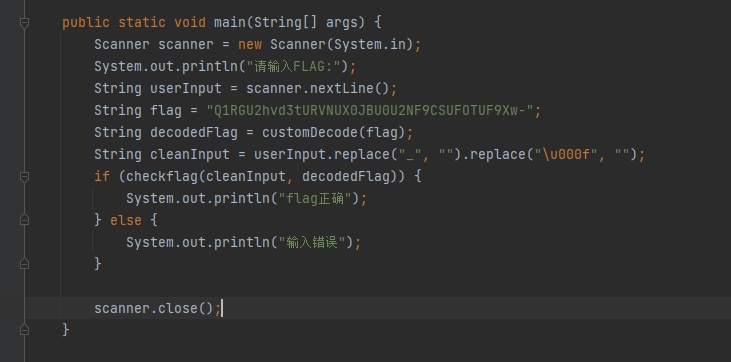 public static void main(String[] args) {
Scanner scanner = new Scanner(System.in);
System.out.println("请输入FLAG:");
String userInput = scanner.nextLine();
String flag = "Q1RGU2hvd3tURVNUX0JBU0U2NF9CSUFOTUF9Xw-";
String decodedFlag = customDecode(flag);
String cleanInput = userInput.replace("_", "").replace("\u000f", "");
if (checkflag(cleanInput, decodedFlag)) {
System.out.println("flag正确");
} else {
System.out.println("输入错误");
}
scanner.close();
}